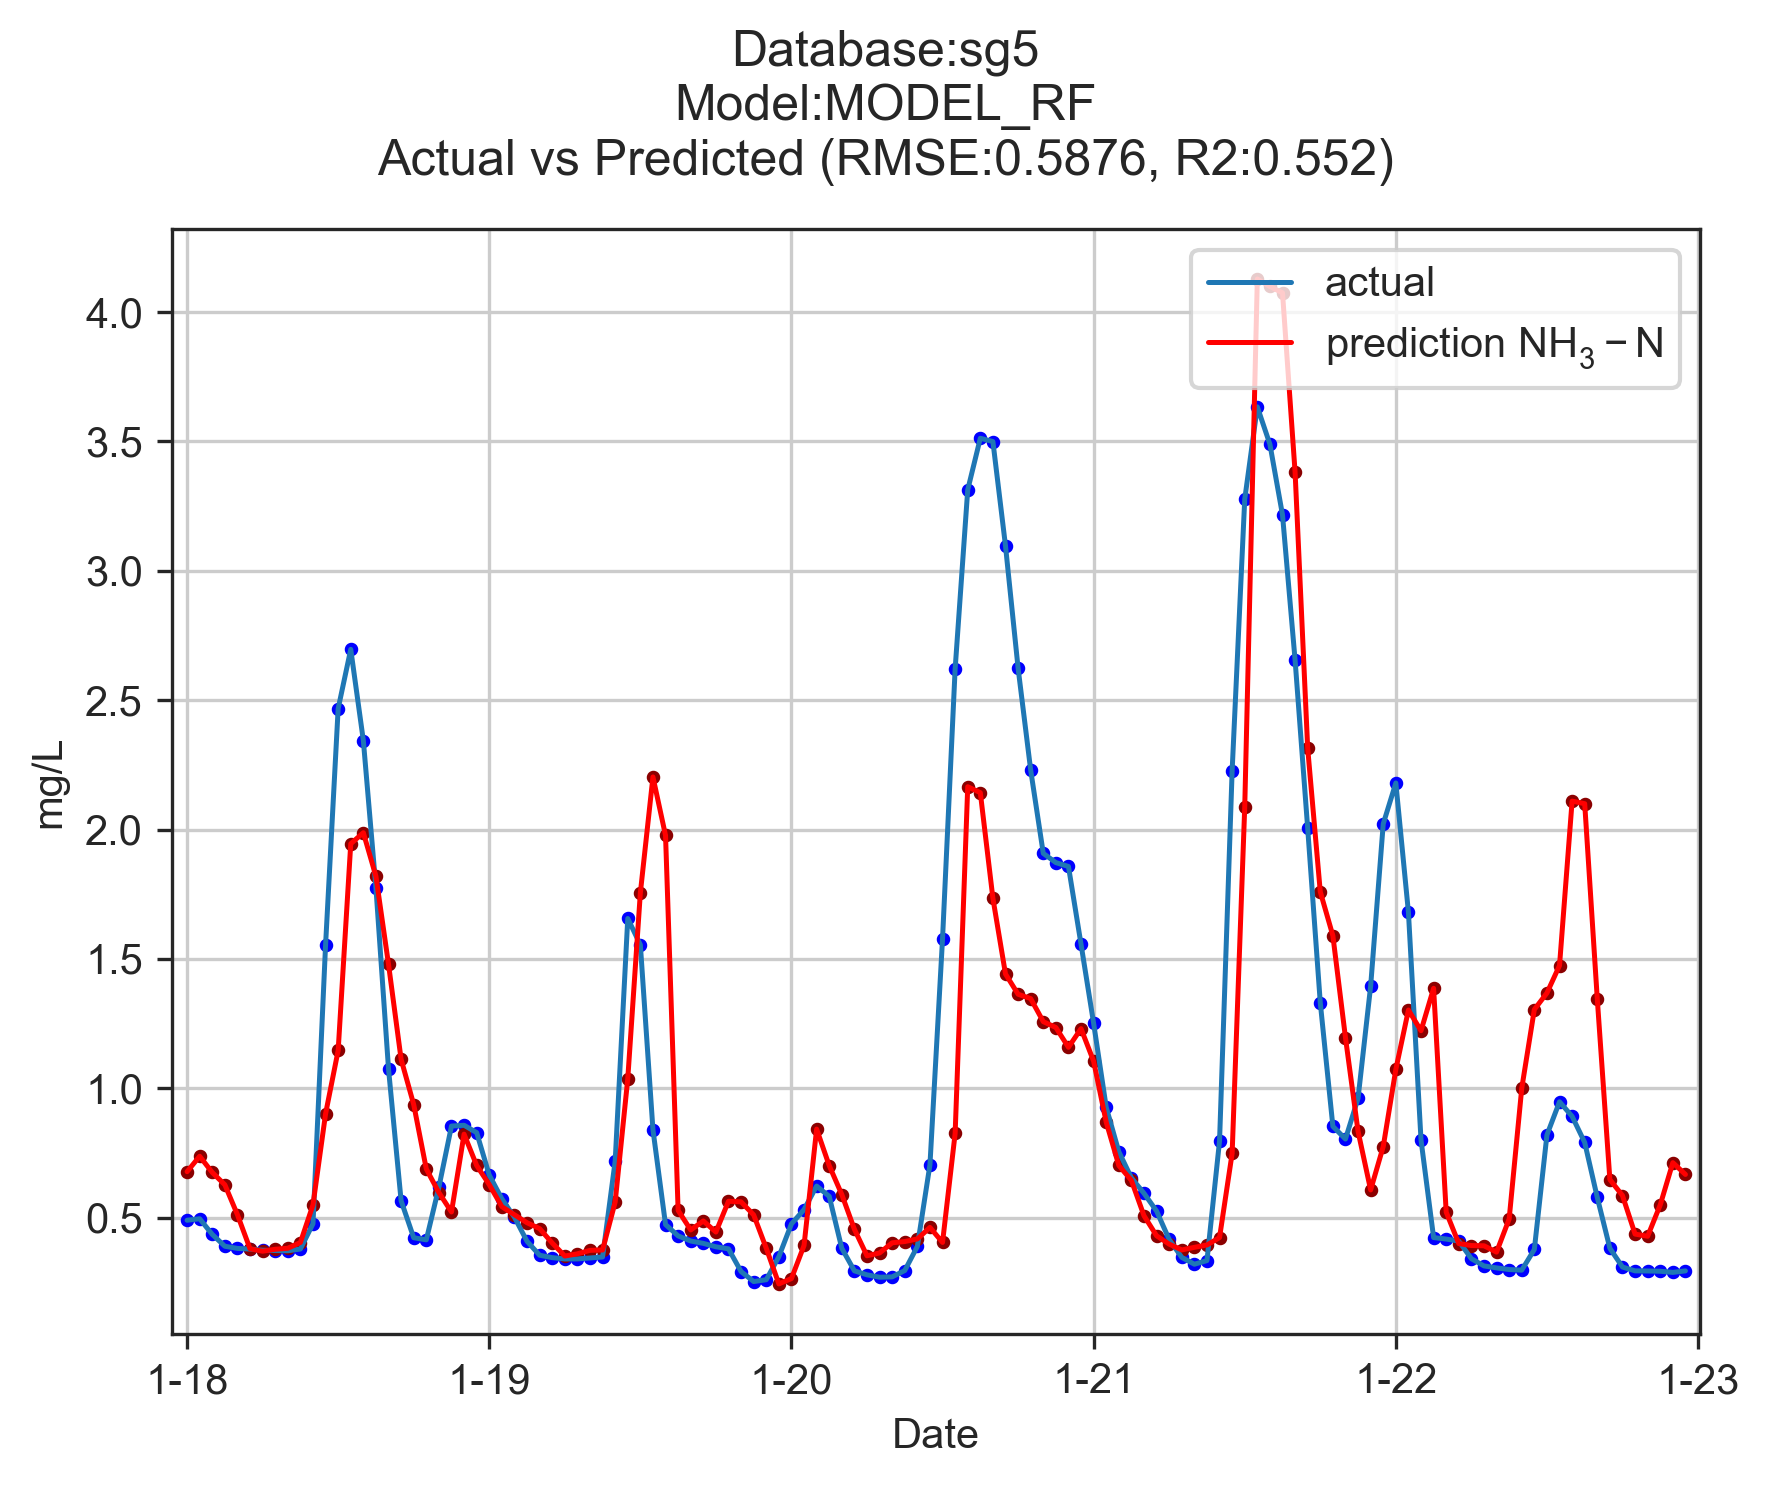 Database:sg5
Model:MODEL_RF
Actual vs Predicted (RMSE:0.5876, R2:0.552)
actual
prediction NH₃ − N
4.0
3.5
3.0
2.5
2.0
1.5
1.0
0.5
mg/L
1-18 1-19 1-20 1-21 1-22 1-23
Date